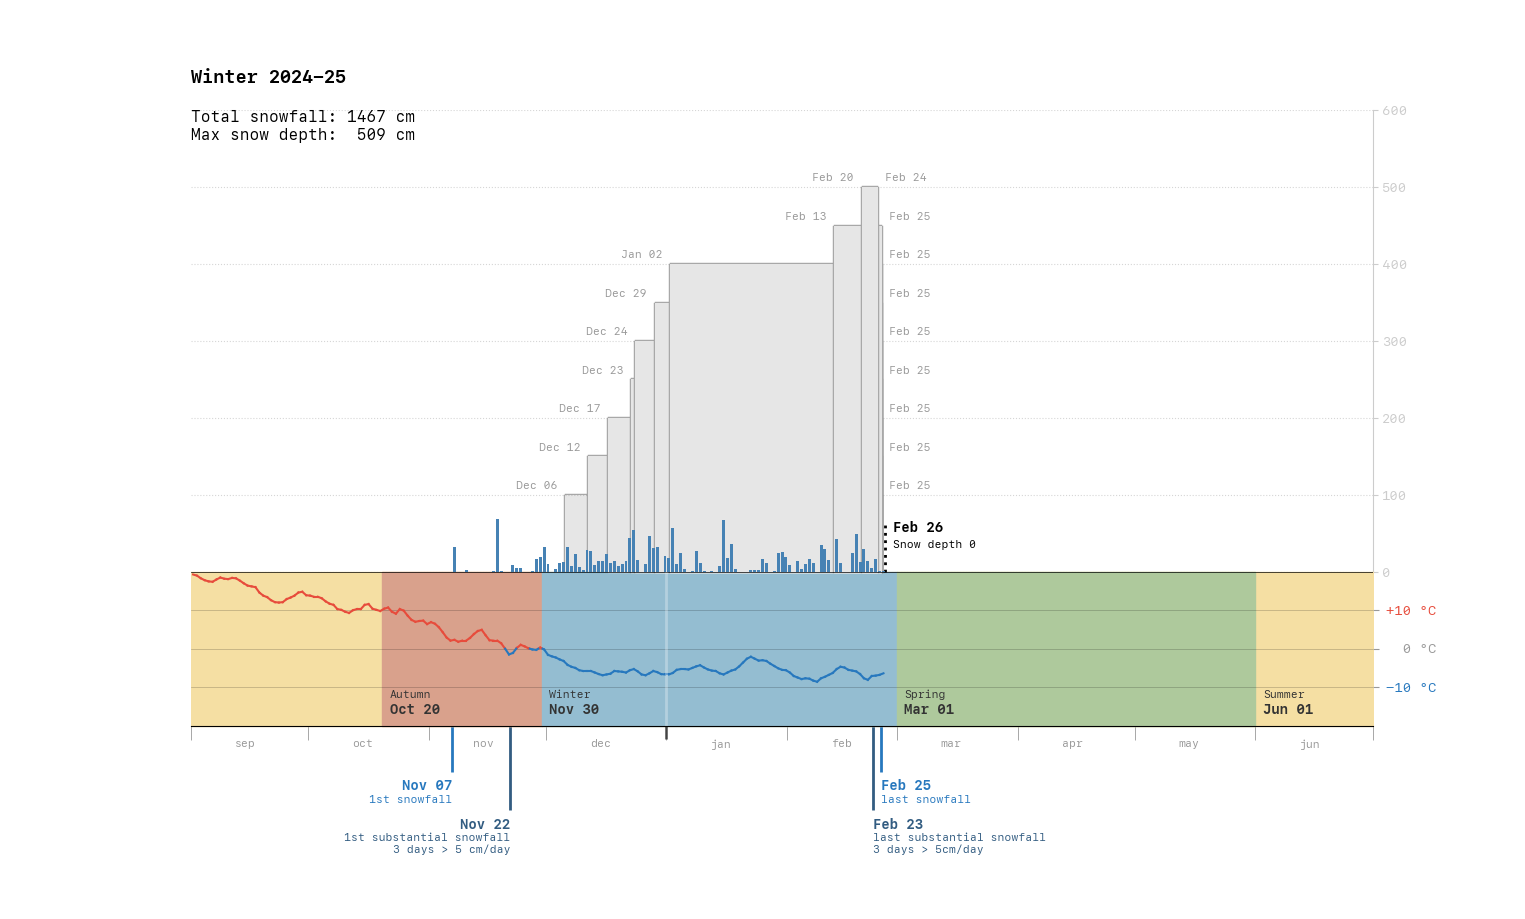 Winter 2024–25
Total snowfall: 1467 cm
Max snow depth:  509 cm
600
Feb 20
Feb 24
500
Feb 13
Feb 25
Jan 02
Feb 25
400
Dec 29
Feb 25
Dec 24
Feb 25
300
Dec 23
Feb 25
Dec 17
Feb 25
200
Dec 12
Feb 25
Dec 06
Feb 25
100
Feb 26
Snow depth 0
0
+10 °C
0 °C
−10 °C
Autumn
Oct 20
Winter
Nov 30
Spring
Mar 01
Summer
Jun 01
sep
oct
nov
dec
jan
feb
mar
apr
may
jun
Nov 07
1st snowfall
Feb 25
last snowfall
Nov 22
1st substantial snowfall
3 days > 5 cm/day
Feb 23
last substantial snowfall
3 days > 5cm/day